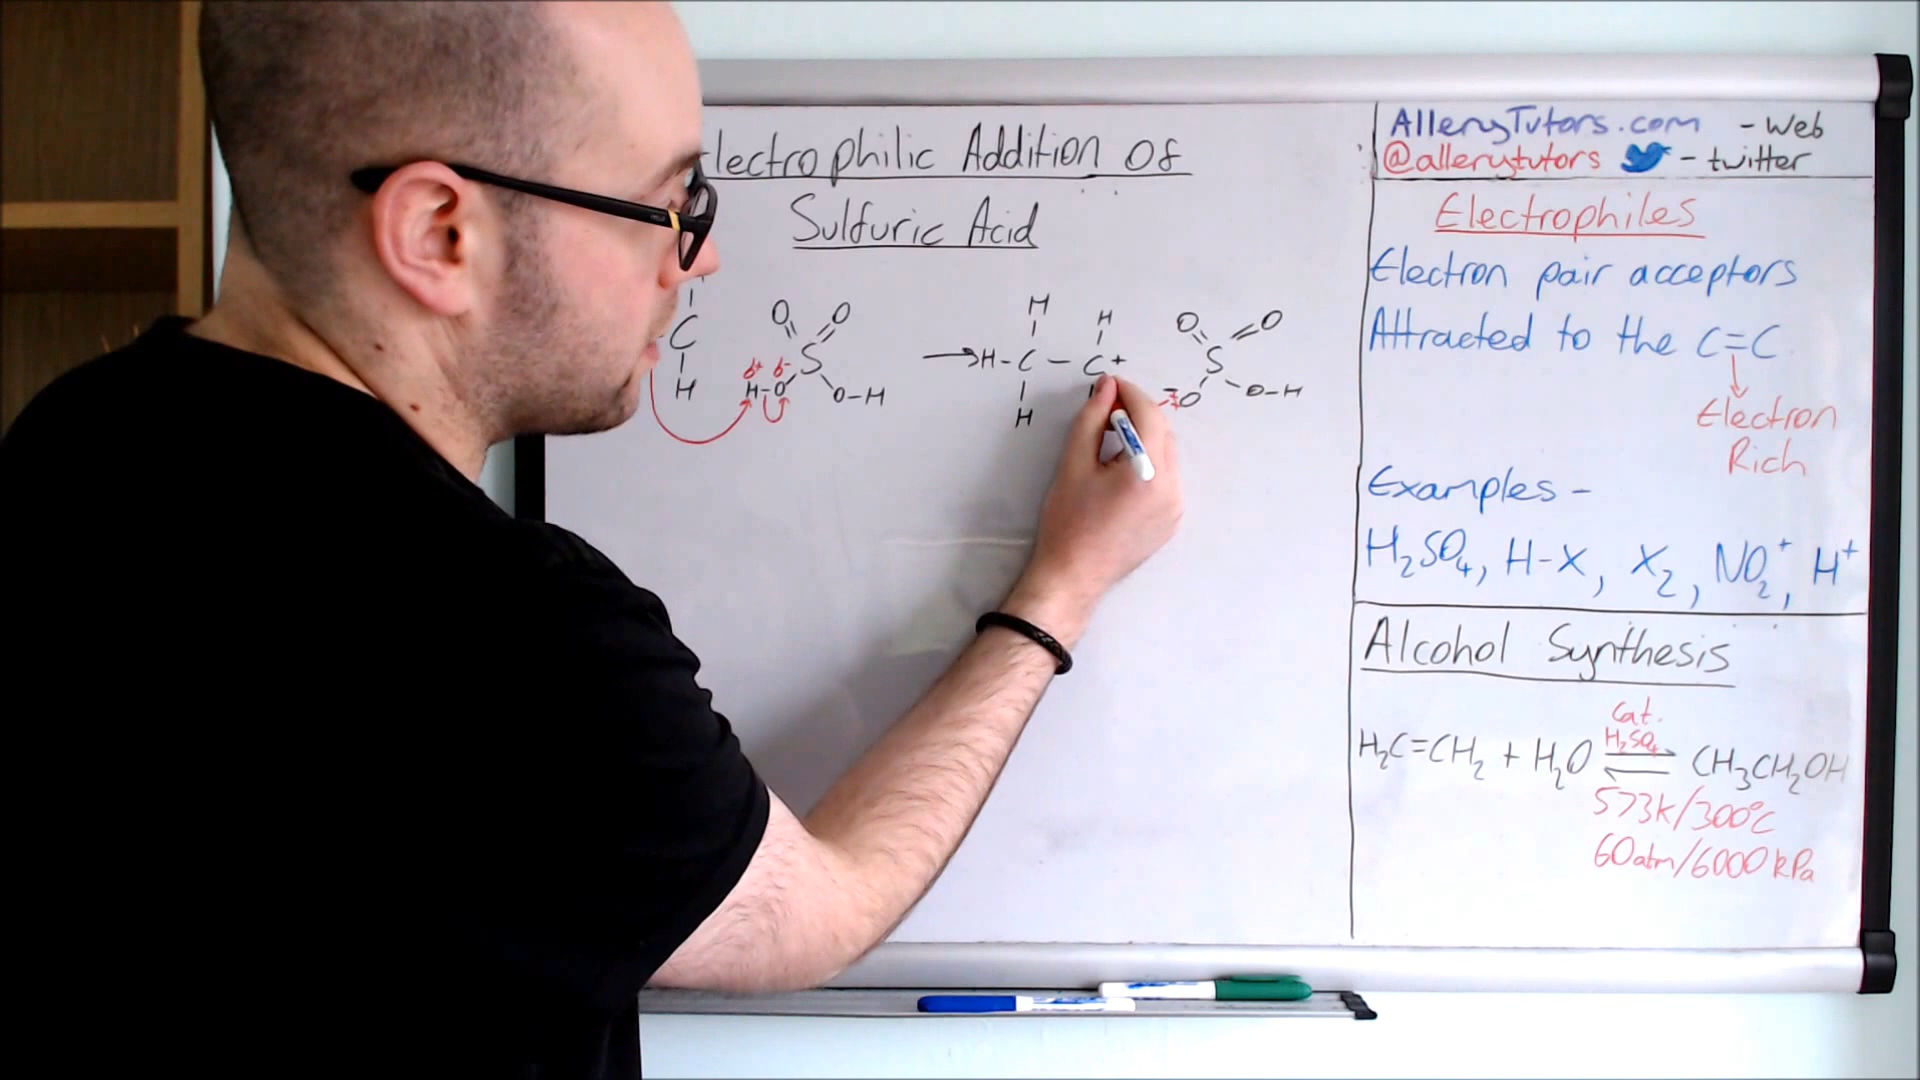 lectrophilic Addition of
Sulfuric Acid
H
C
H
O O
S
δ+ δ-
H-O
O-H
H
H
H-C-C+
H
O O
S
O
O-H
AlleryTutors.com - Web
@allerytutors - twitter
Electrophiles
Electron pair acceptors
Attracted to the C=C
Electron
Rich
Examples -
H₂SO₄, H-X, X₂, NO₂⁺, H⁺
Alcohol Synthesis
Cat.
H₂SO₄
H₂C=CH₂ + H₂O ⇌ CH₃CH₂OH
573K/300°C
60atm/6000kPa